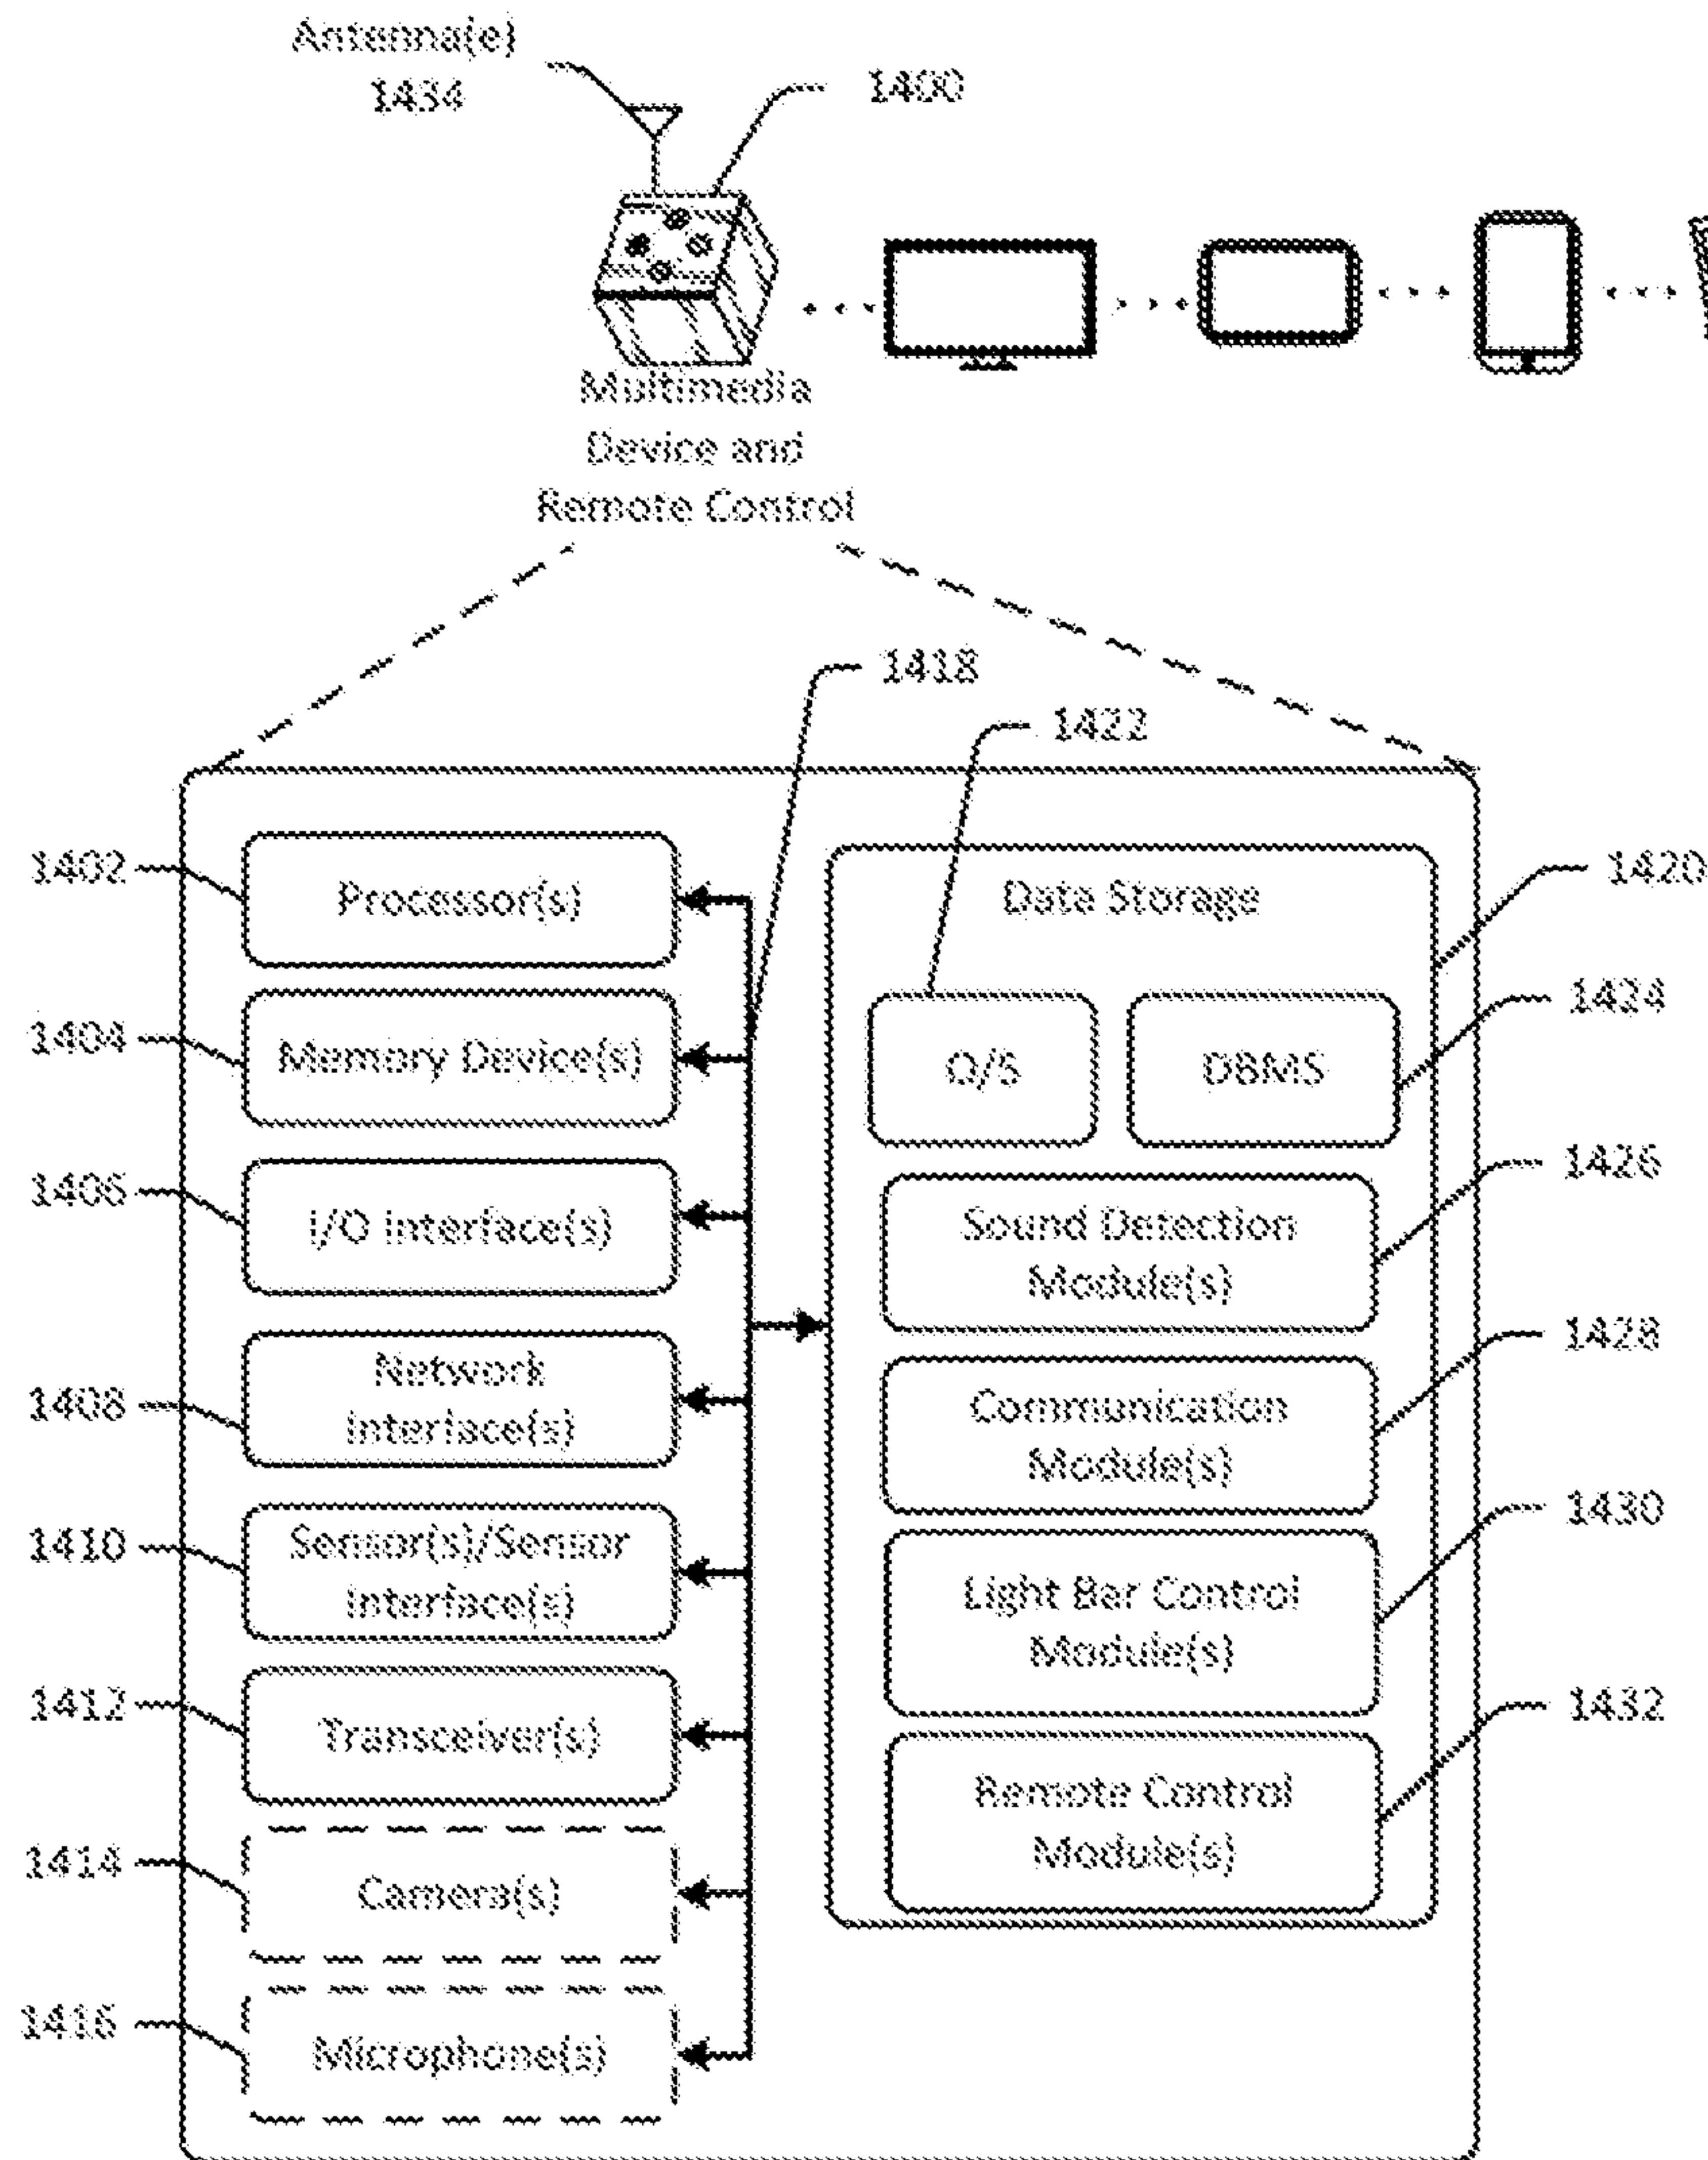 Antenna(e)
1434
1400
Multimedia
Device and
Remote Control
1418
1422
1402
Processor(s)
Data Storage
1420
1404
Memory Device(s)
O/S
DBMS
1424
1406
I/O Interface(s)
Sound Detection
Module(s)
1426
1408
Network
Interface(s)
Communication
Module(s)
1428
1410
Sensor(s)/Sensor
Interface(s)
Light Bar Control
Module(s)
1430
1412
Transceiver(s)
Remote Control
Module(s)
1432
1414
Camera(s)
1416
Microphone(s)